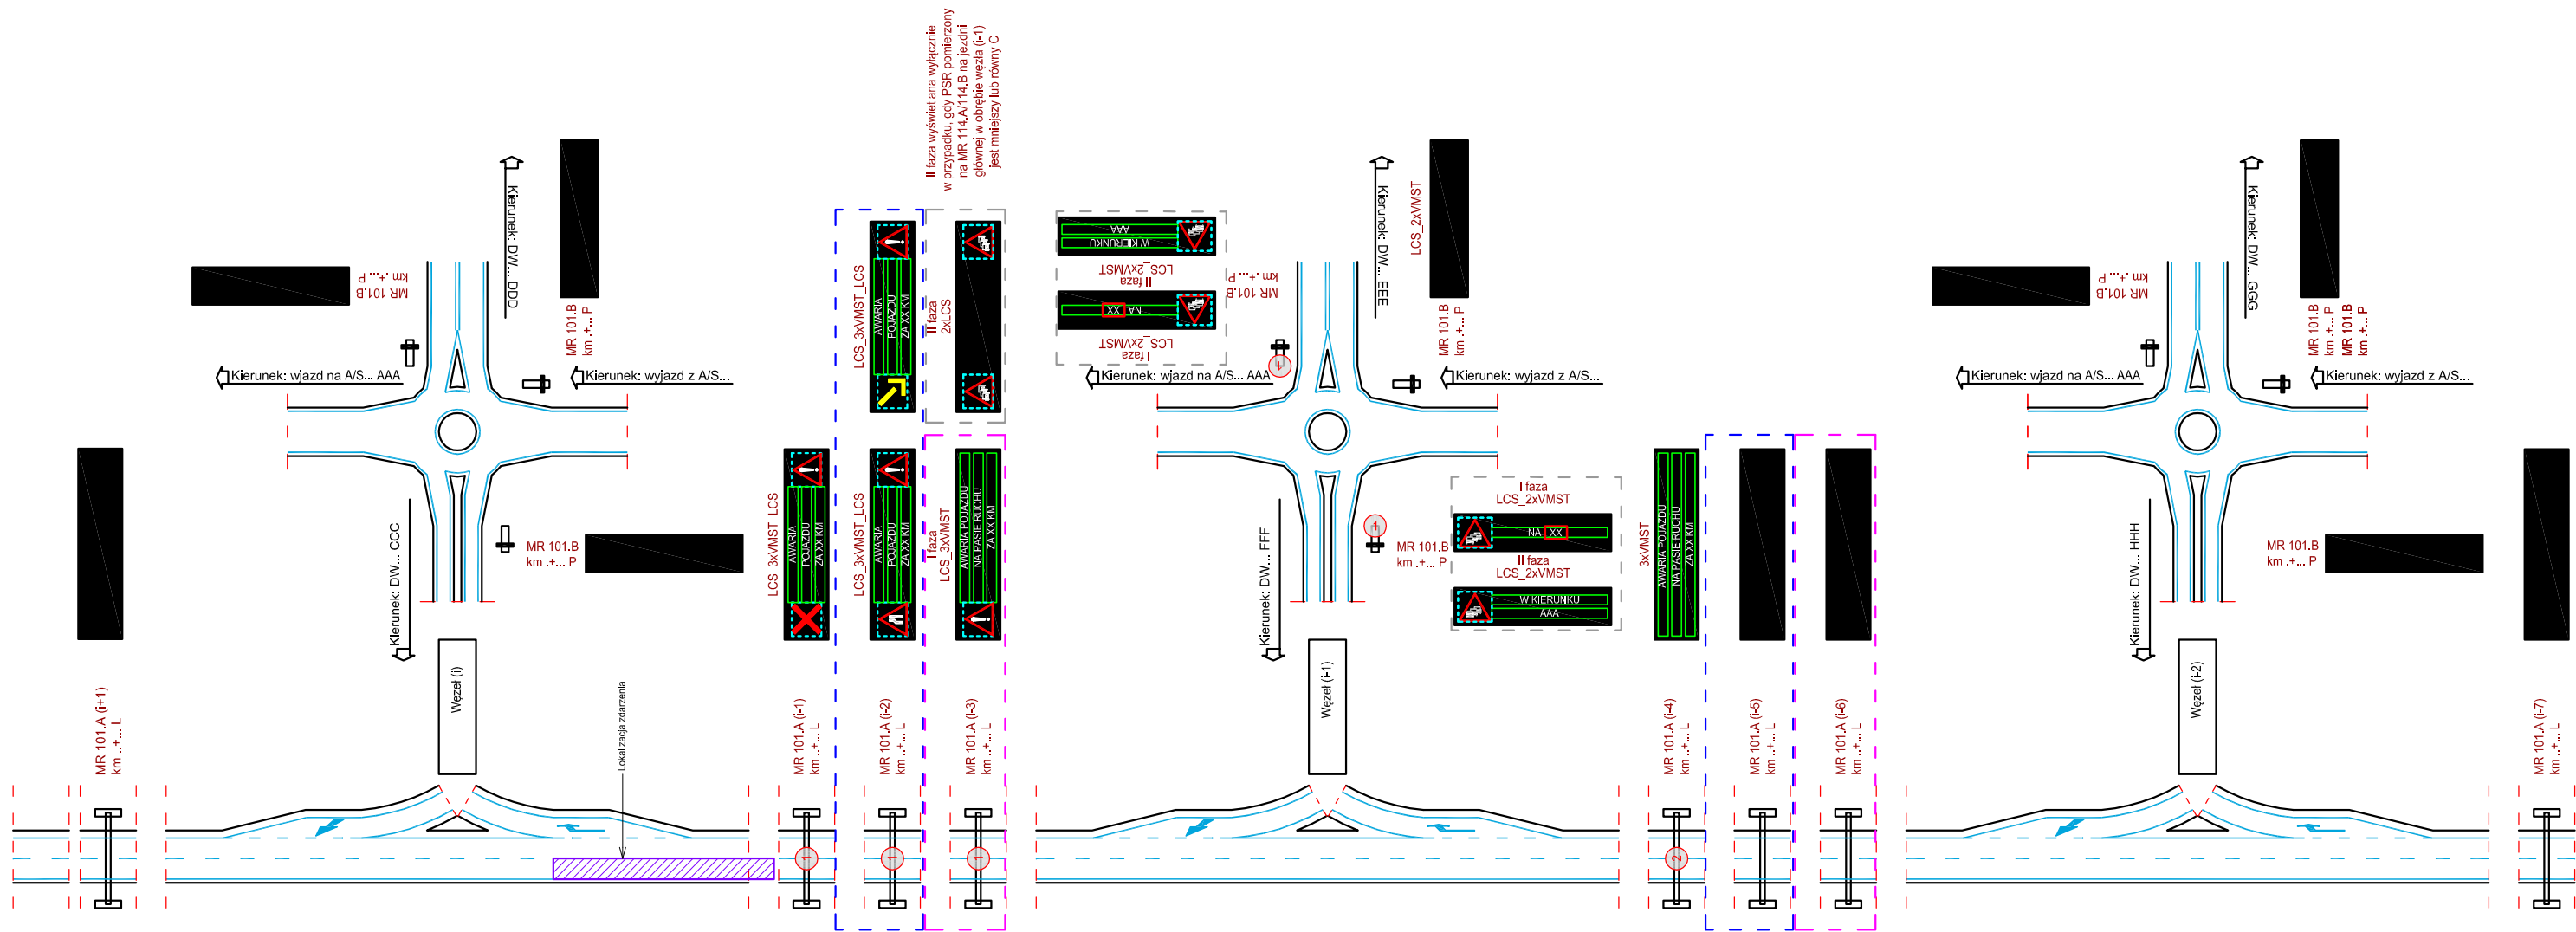 II faza wyświetlana wyłącznie
w przypadku, gdy PSR pomierzony
na MR 114.A/114.B na jezdni
głównej w obrębie węzła (i-1)
jest mniejszy lub równy C
Kierunek: DW... DDD
MR 101.B
km .+... P
MR 101.B
km .+... P
Kierunek: wjazd na A/S... AAA
Kierunek: wyjazd z A/S...
Kierunek: DW... CCC
MR 101.B
km .+... P
Węzeł (i)
Lokalizacja zdarzenia
MR 101.A (i+1)
km ..+... L
LCS_3xVMST_LCS
AWARIA
POJAZDU
ZA XX KM
MR 101.A (i-1)
km ..+... L
1
LCS_3xVMST_LCS
AWARIA
POJAZDU
ZA XX KM
LCS_3xVMST_LCS
AWARIA
POJAZDU
ZA XX KM
MR 101.A (i-2)
km ..+... L
1
II faza
2xLCS
I faza
LCS_3xVMST
AWARIA POJAZDU
NA PASIE RUCHU
ZA XX KM
MR 101.A (i-3)
km ..+... L
1
W KIERUNKU
AAA
II faza
LCS_2xVMST
NA XX
I faza
LCS_2xVMST
MR 101.B
km .+... P
Kierunek: DW... EEE
LCS_2xVMST
MR 101.B
km .+... P
1
Kierunek: wjazd na A/S... AAA
Kierunek: wyjazd z A/S...
Kierunek: DW... FFF
1
MR 101.B
km .+... P
I faza
LCS_2xVMST
NA XX
II faza
LCS_2xVMST
W KIERUNKU
AAA
Węzeł (i-1)
3xVMST
AWARIA POJAZDU
NA PASIE RUCHU
ZA XX KM
MR 101.A (i-4)
km ..+... L
2
MR 101.A (i-5)
km ..+... L
MR 101.A (i-6)
km ..+... L
Kierunek: DW... GGG
MR 101.B
km .+... P
MR 101.B
km .+... P
MR 101.B
km .+... P
Kierunek: wjazd na A/S... AAA
Kierunek: wyjazd z A/S...
Kierunek: DW... HHH
MR 101.B
km .+... P
Węzeł (i-2)
MR 101.A (i-7)
km ..+... L